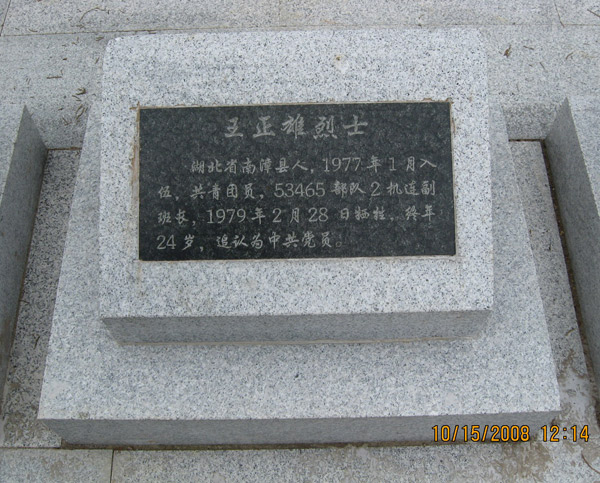 王正雄烈士
湖北省南漳县人，1977年1月入
伍，共青团员，53465部队2机连副
班长，1979年2月28日牺牲，终年
24岁，追认为中共党员。
10/15/2008 12:14